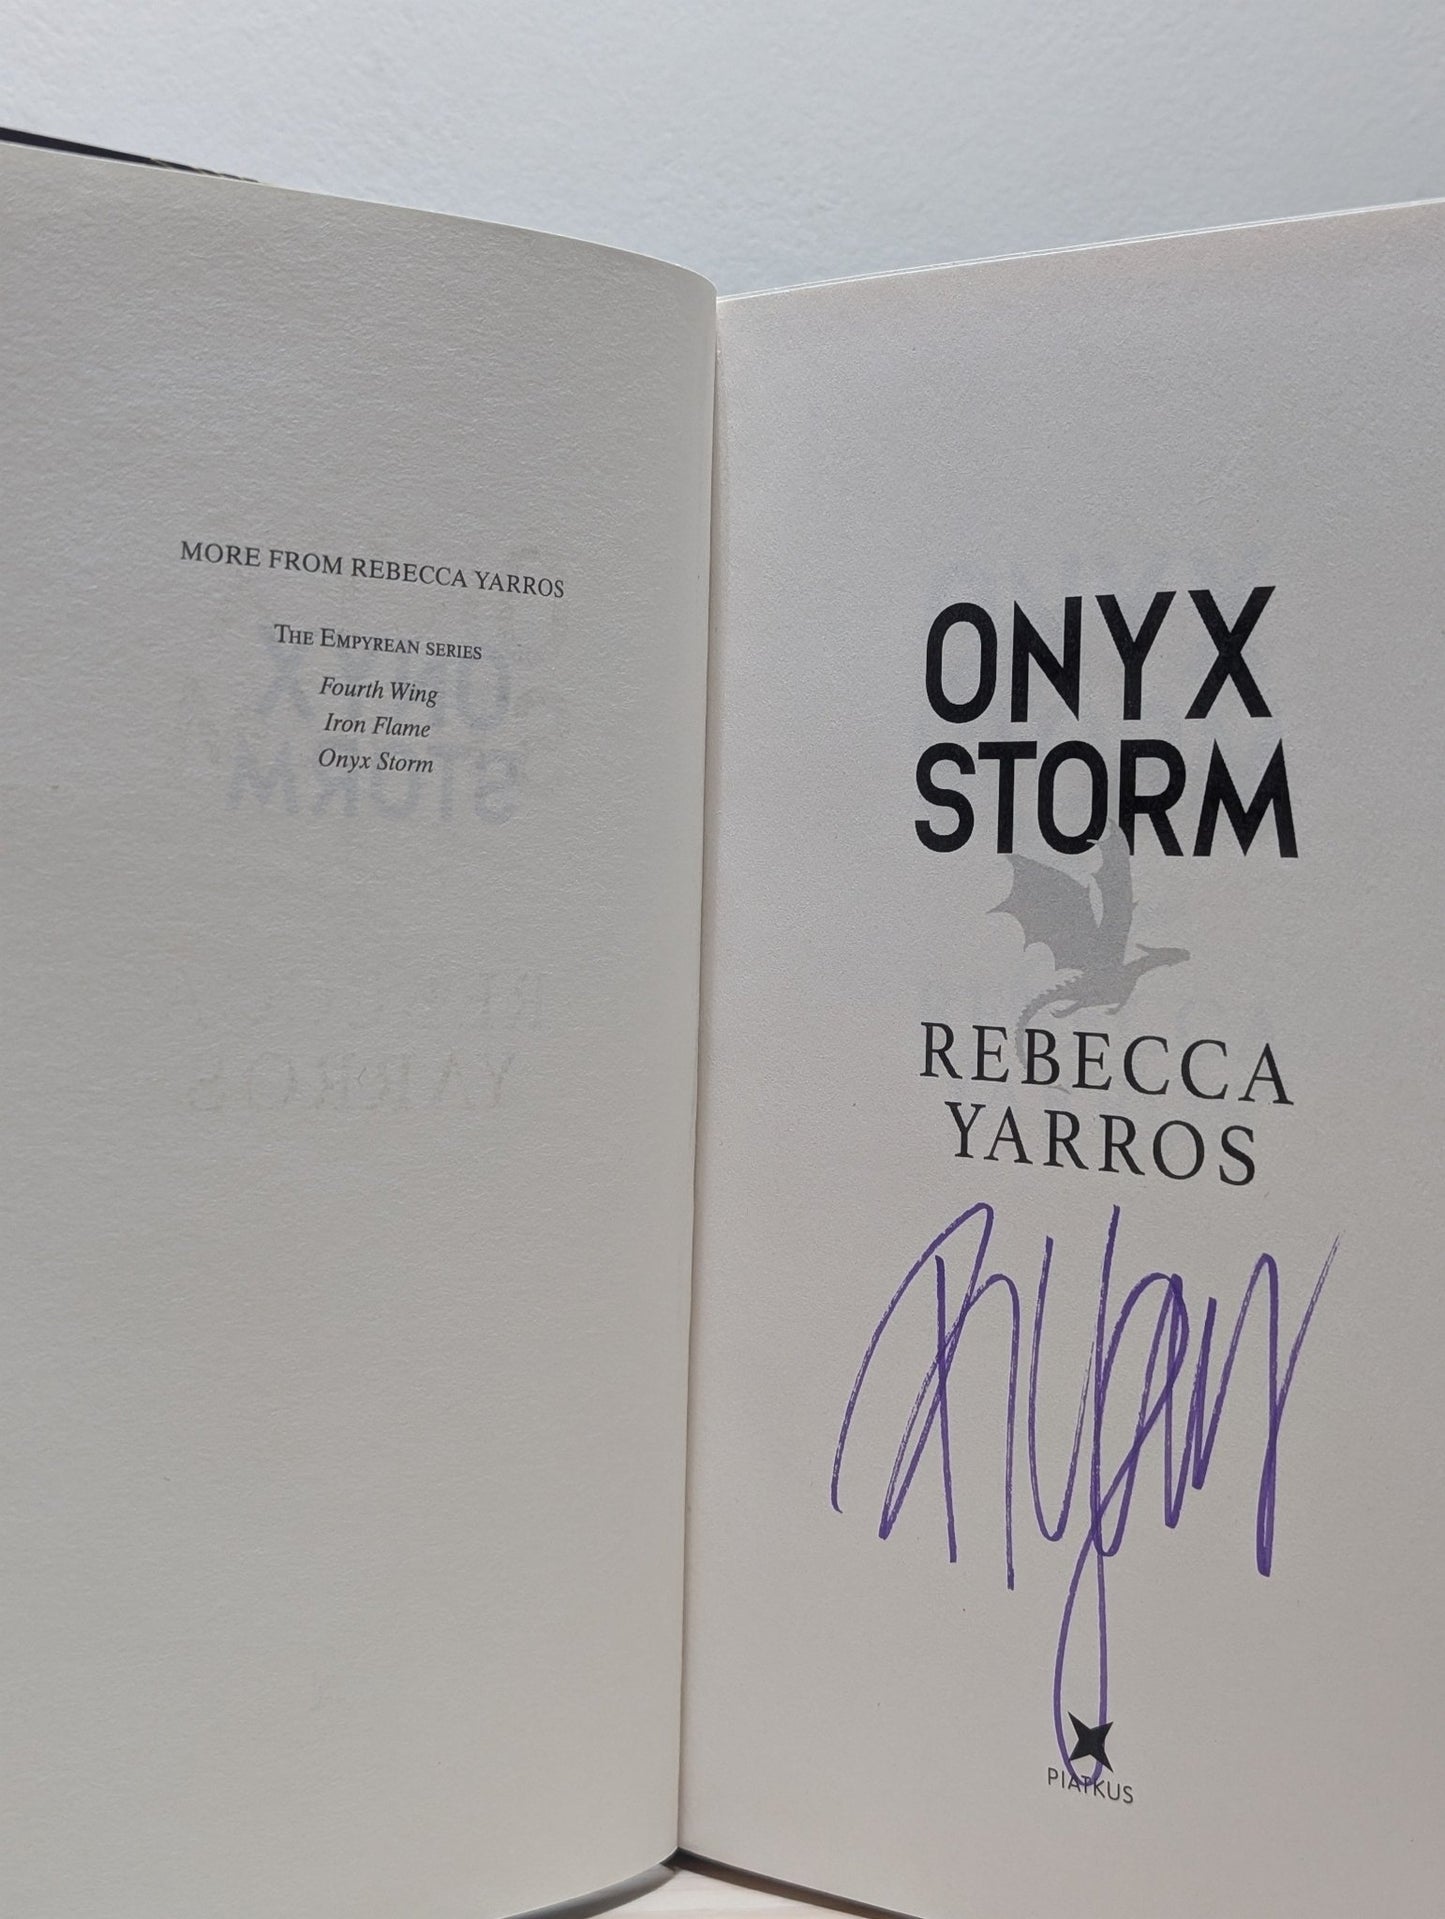 MORE FROM REBECCA YARROS
THE EMPYREAN SERIES
Fourth Wing
Iron Flame
Onyx Storm
ONYX
STORM
REBECCA
YARROS
PIATKUS